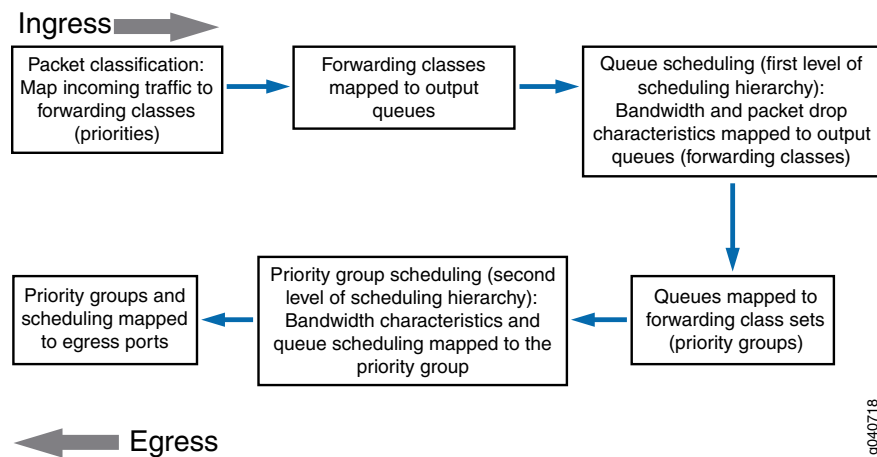 Ingress
Packet classification:
Map incoming traffic to
forwarding classes
(priorities)
Forwarding classes
mapped to output
queues
Queue scheduling (first level of
scheduling hierarchy):
Bandwidth and packet drop
characteristics mapped to output
queues (forwarding classes)
Queues mapped to
forwarding class sets
(priority groups)
Priority group scheduling (second
level of scheduling hierarchy):
Bandwidth characteristics and
queue scheduling mapped to the
priority group
Priority groups and
scheduling mapped
to egress ports
Egress
g040718